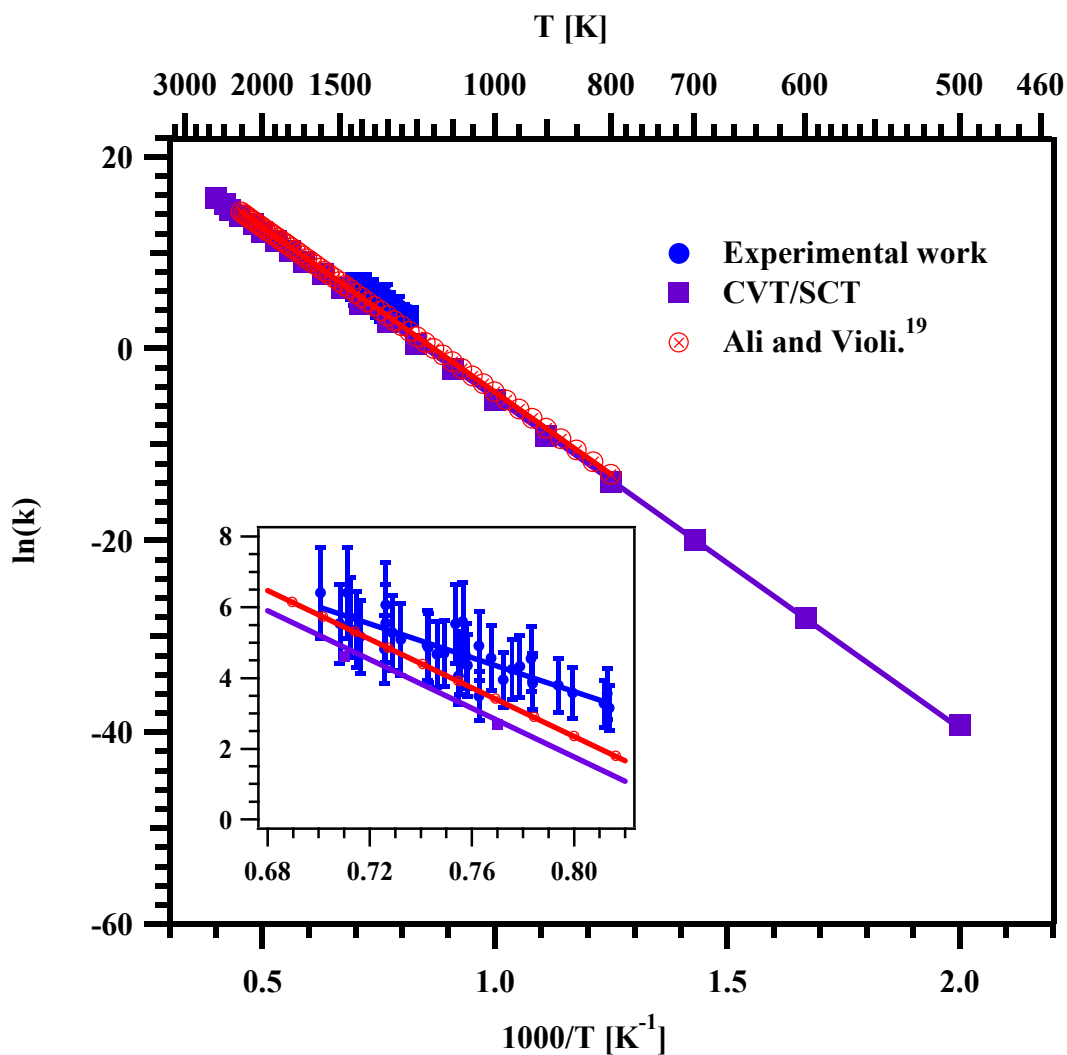 T [K]
3000 2000 1500 1000 800 700 600 500 460
20
0
-20
-40
-60
ln(k)
Experimental work
CVT/SCT
Ali and Violi.19
8
6
4
2
0
0.68 0.72 0.76 0.80
0.5 1.0 1.5 2.0
1000/T [K-1]